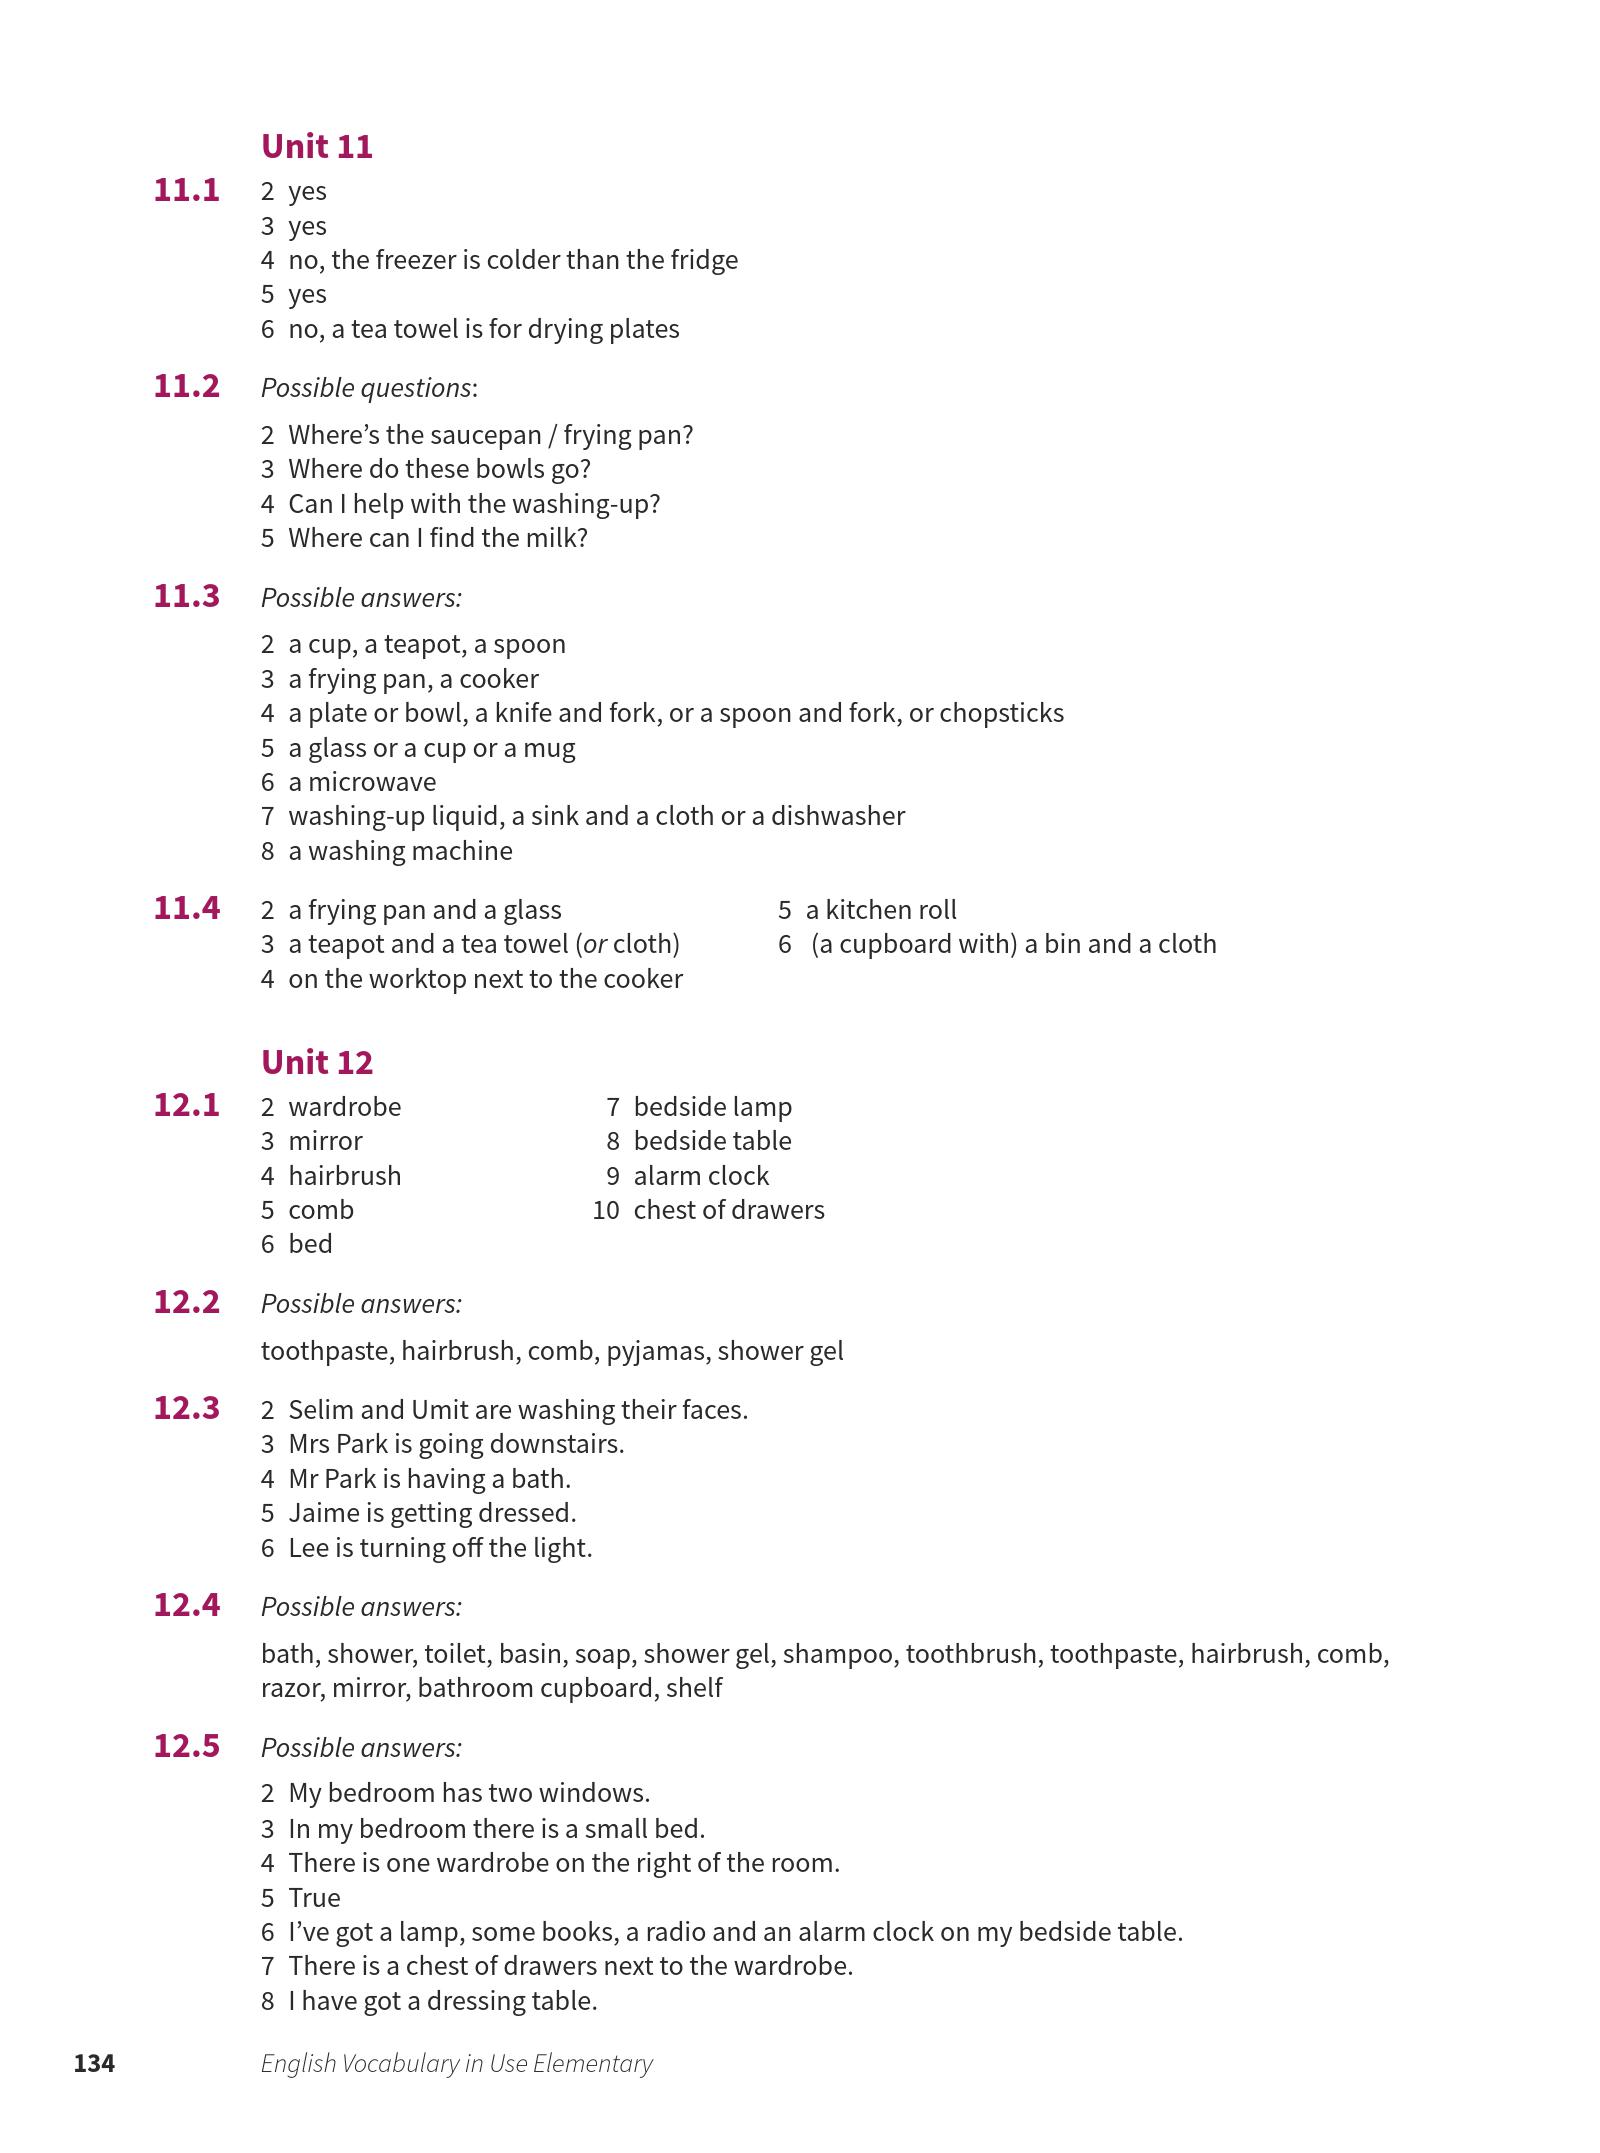 Unit 11
11.1 2 yes
3 yes
4 no, the freezer is colder than the fridge
5 yes
6 no, a tea towel is for drying plates
11.2 Possible questions:
2 Where’s the saucepan / frying pan?
3 Where do these bowls go?
4 Can I help with the washing-up?
5 Where can I find the milk?
11.3 Possible answers:
2 a cup, a teapot, a spoon
3 a frying pan, a cooker
4 a plate or bowl, a knife and fork, or a spoon and fork, or chopsticks
5 a glass or a cup or a mug
6 a microwave
7 washing-up liquid, a sink and a cloth or a dishwasher
8 a washing machine
11.4 2 a frying pan and a glass
3 a teapot and a tea towel (or cloth)
4 on the worktop next to the cooker
5 a kitchen roll
6 (a cupboard with) a bin and a cloth
Unit 12
12.1 2 wardrobe
3 mirror
4 hairbrush
5 comb
6 bed
7 bedside lamp
8 bedside table
9 alarm clock
10 chest of drawers
12.2 Possible answers:
toothpaste, hairbrush, comb, pyjamas, shower gel
12.3 2 Selim and Umit are washing their faces.
3 Mrs Park is going downstairs.
4 Mr Park is having a bath.
5 Jaime is getting dressed.
6 Lee is turning off the light.
12.4 Possible answers:
bath, shower, toilet, basin, soap, shower gel, shampoo, toothbrush, toothpaste, hairbrush, comb,
razor, mirror, bathroom cupboard, shelf
12.5 Possible answers:
2 My bedroom has two windows.
3 In my bedroom there is a small bed.
4 There is one wardrobe on the right of the room.
5 True
6 I’ve got a lamp, some books, a radio and an alarm clock on my bedside table.
7 There is a chest of drawers next to the wardrobe.
8 I have got a dressing table.
134 English Vocabulary in Use Elementary